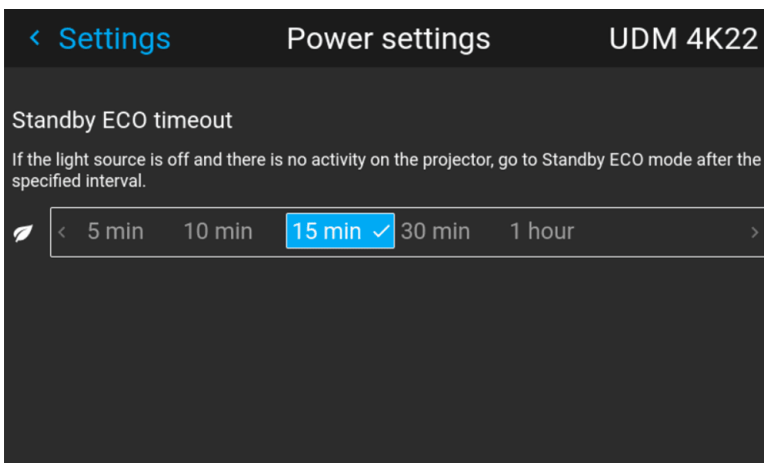 < Settings Power settings UDM 4K22
Standby ECO timeout
If the light source is off and there is no activity on the projector, go to Standby ECO mode after the
specified interval.
< 5 min 10 min 15 min ✓ 30 min 1 hour >